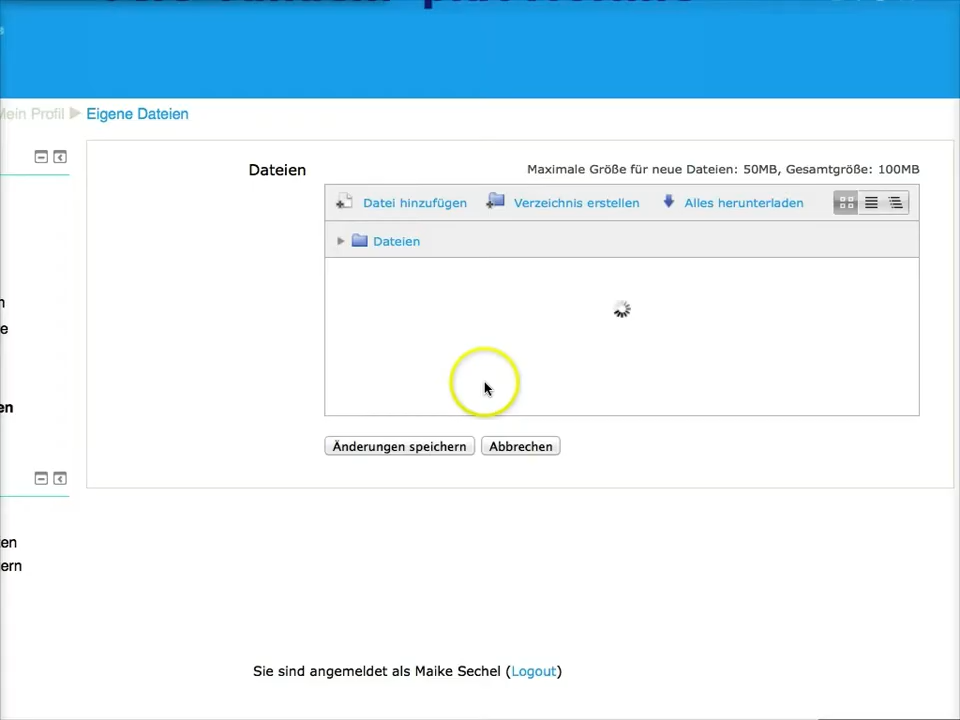 Mein Profil
Eigene Dateien
Dateien
Maximale Größe für neue Dateien: 50MB, Gesamtgröße: 100MB
Datei hinzufügen
Verzeichnis erstellen
Alles herunterladen
Dateien
Änderungen speichern
Abbrechen
Sie sind angemeldet als Maike Sechel (Logout)